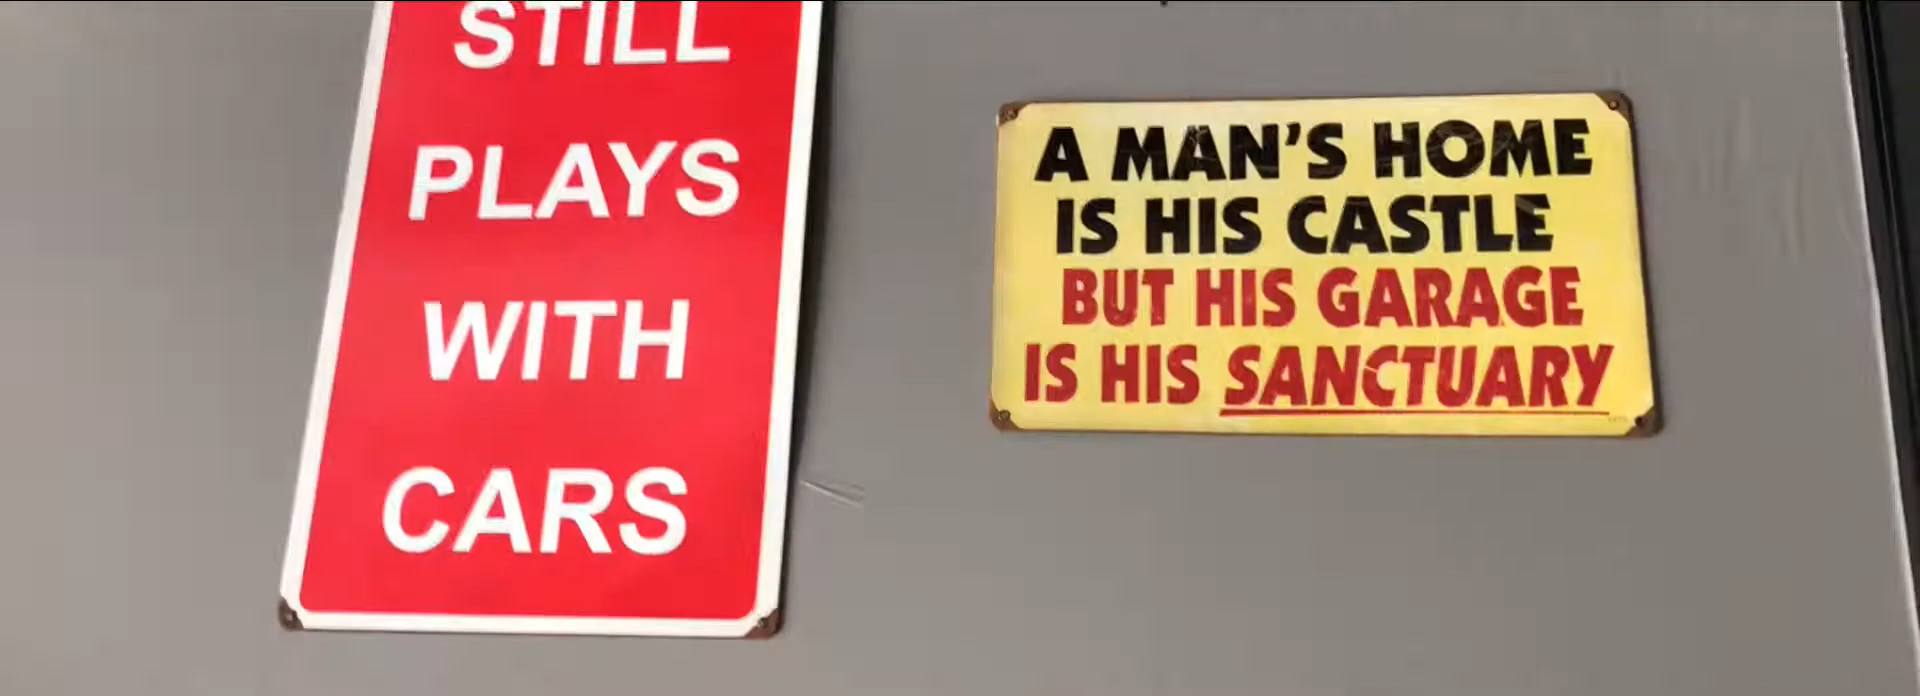 STILL
PLAYS
WITH
CARS
A MAN'S HOME
IS HIS CASTLE
BUT HIS GARAGE
IS HIS SANCTUARY